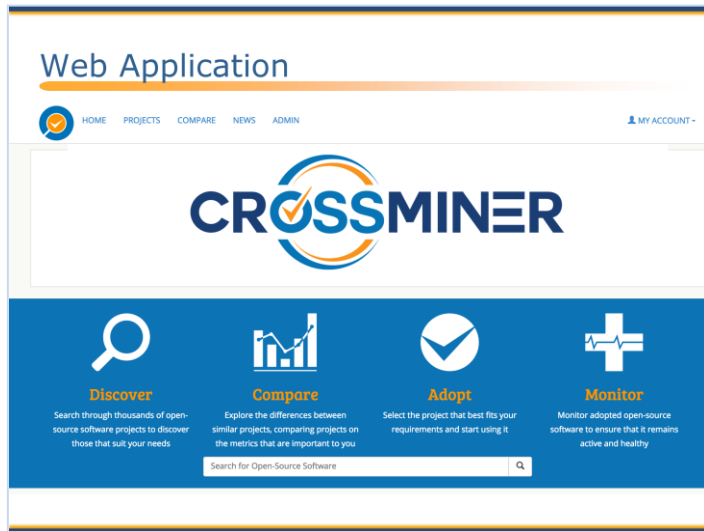 Web Application
HOME PROJECTS COMPARE NEWS ADMIN MY ACCOUNT
CROSSMINER
Discover
Search through thousands of open-
source software projects to discover
those that suit your needs
Compare
Explore the differences between
similar projects, comparing projects on
the metrics that are important to you
Adopt
Select the project that best fits your
requirements and start using it
Monitor
Monitor adopted open-source
software to ensure that it remains
active and healthy
Search for Open-Source Software